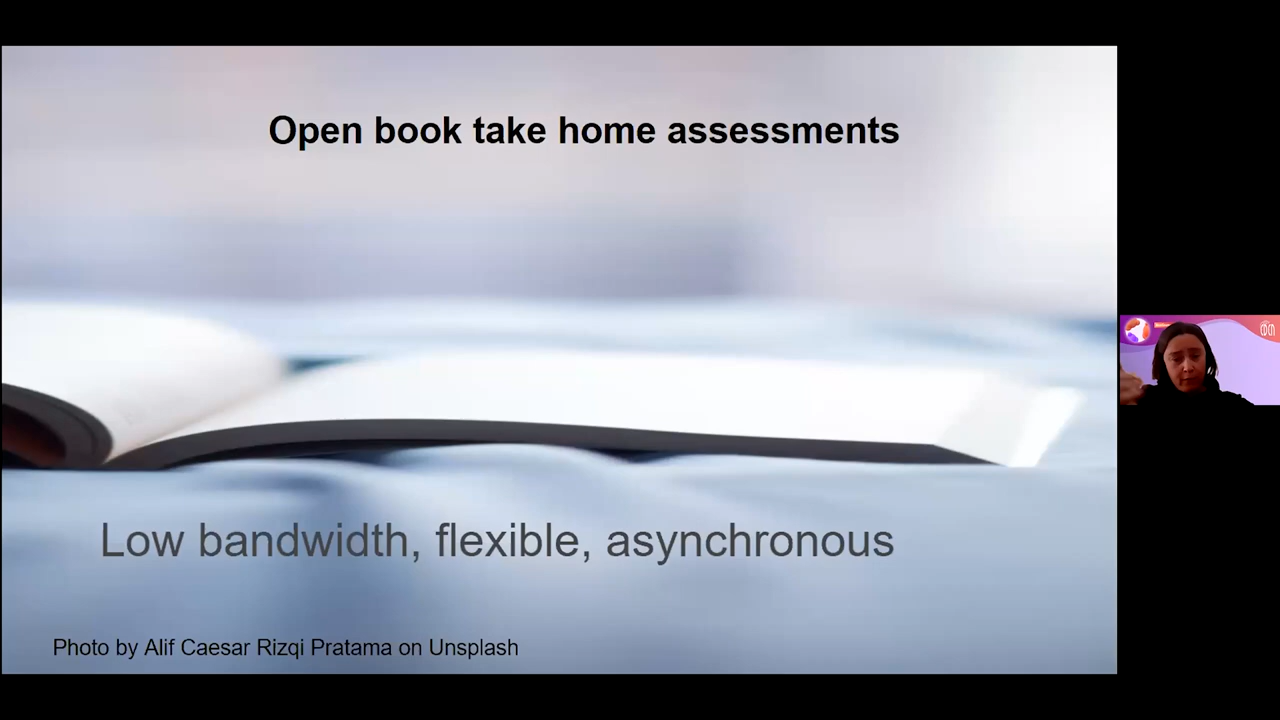 Open book take home assessments
Low bandwidth, flexible, asynchronous
Photo by Alif Caesar Rizqi Pratama on Unsplash